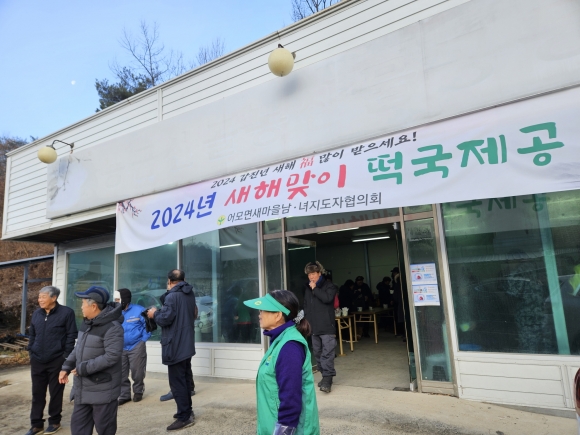 2024 갑진년 새해 福 많이 받으세요!
2024년 새해맞이 떡국제공
어모면새마을남·녀지도자협의회